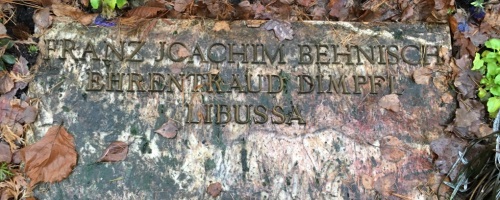 FRANZ JOACHIM BEHNISCH
EHRENTRAUD DIMPFL
LIBUSSA